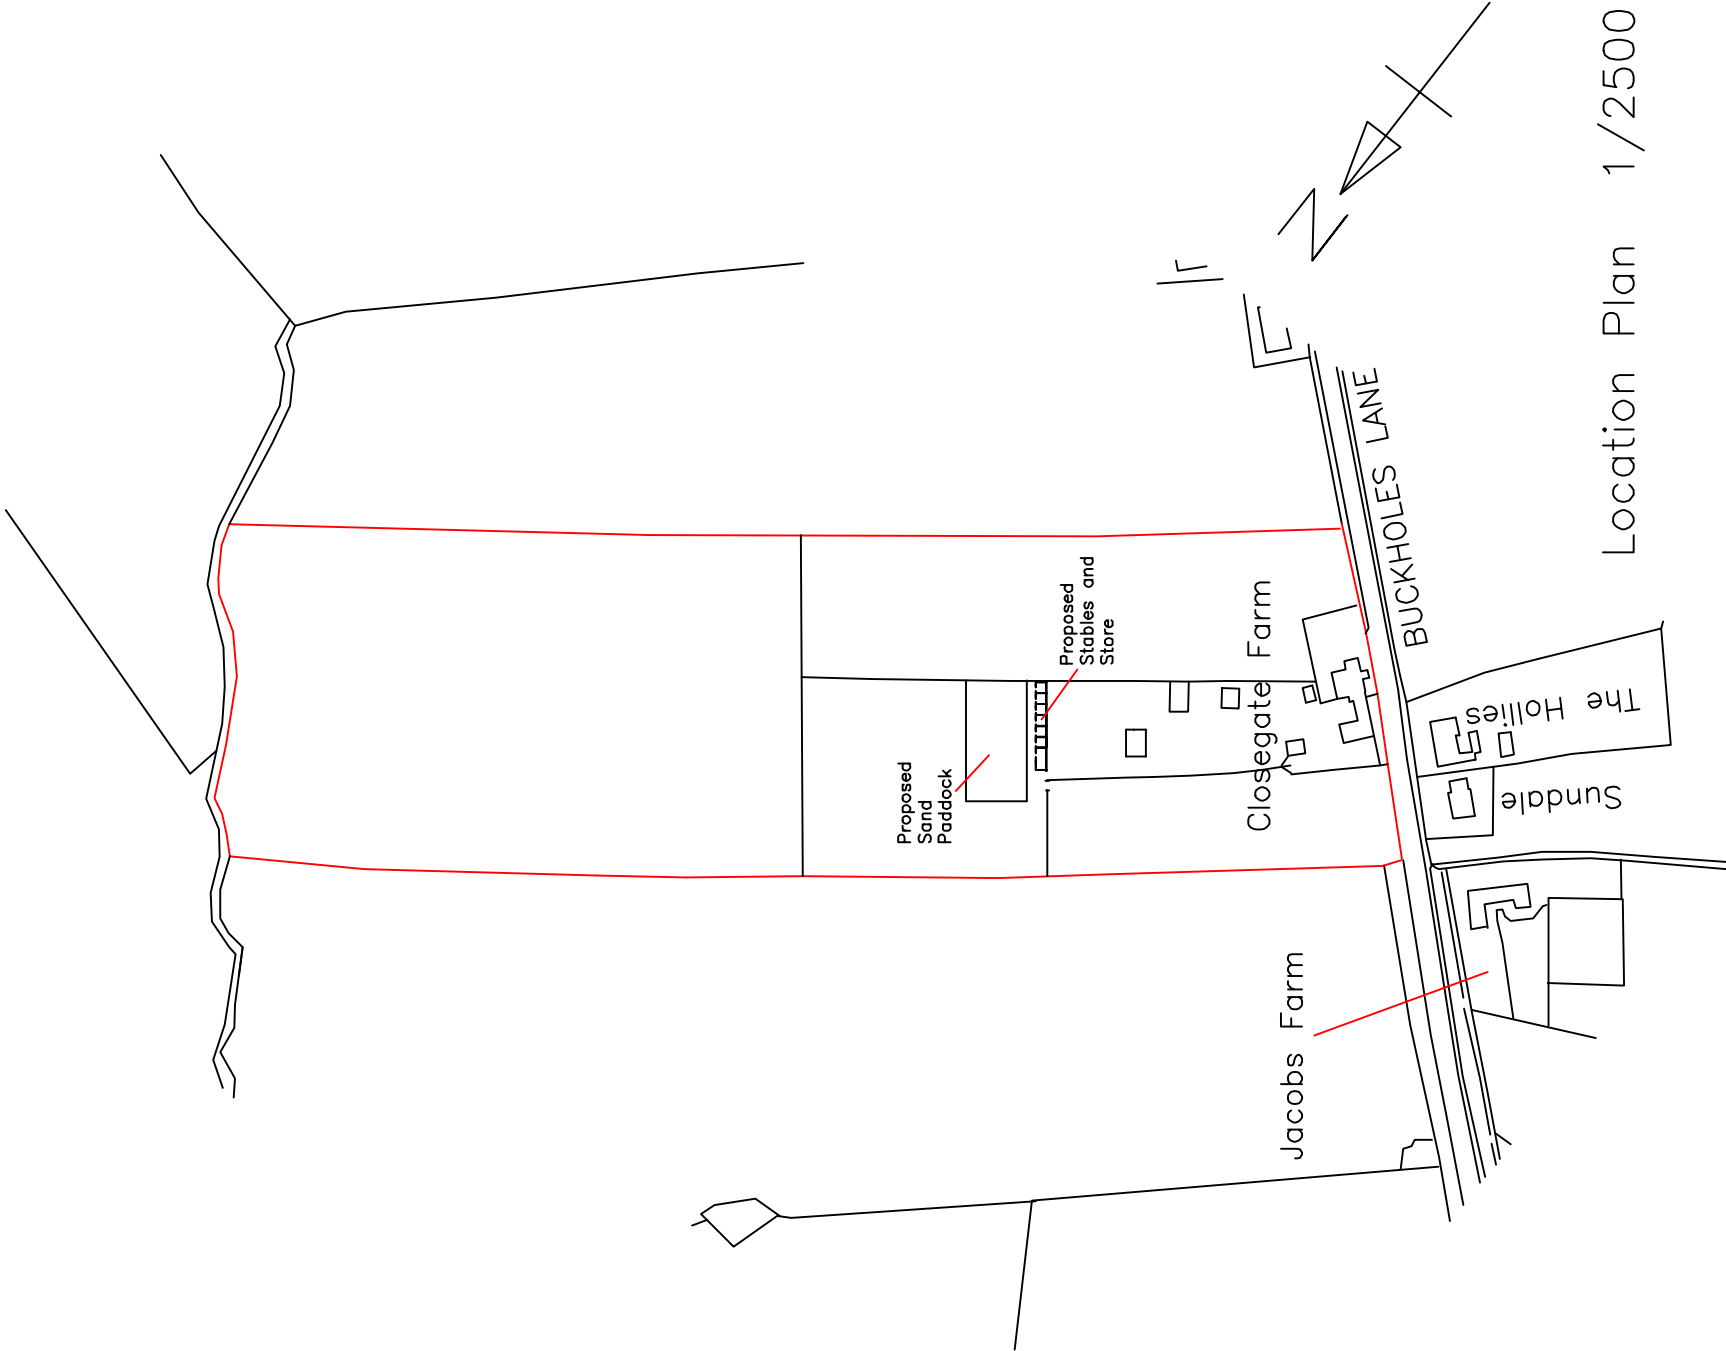 Proposed
Sand
Paddock
Proposed
Stables and
Store
Closegate Farm
Jacobs Farm
BUCKHOLES LANE
The Hollies
Sundale
N
Location Plan 1/2500